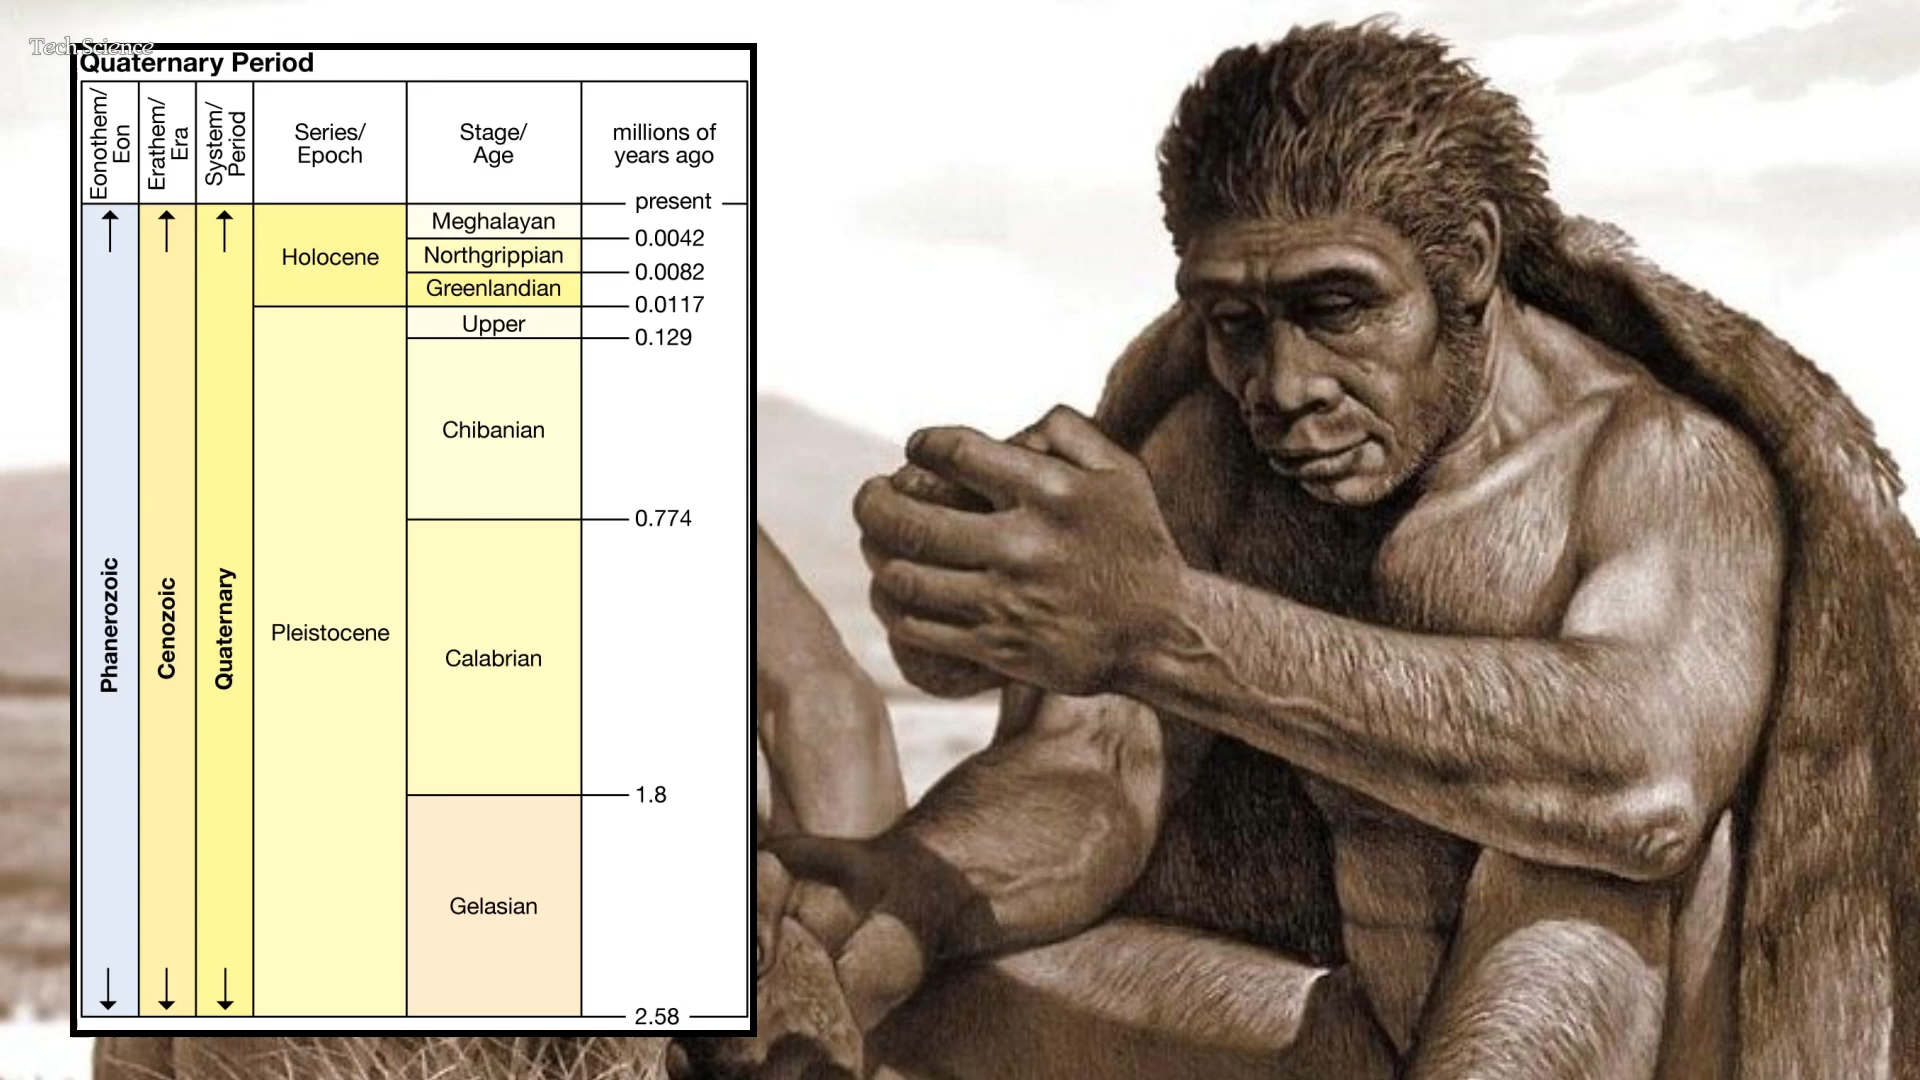 Tech Science
Quaternary Period
Eonothem/
Eon
Erathem/
Era
System/
Period
Series/
Epoch
Stage/
Age
millions of
years ago
present
Meghalayan
0.0042
Holocene
Northgrippian
0.0082
Greenlandian
0.0117
Upper
0.129
Chibanian
0.774
Phanerozoic
Cenozoic
Quaternary
Pleistocene
Calabrian
1.8
Gelasian
2.58